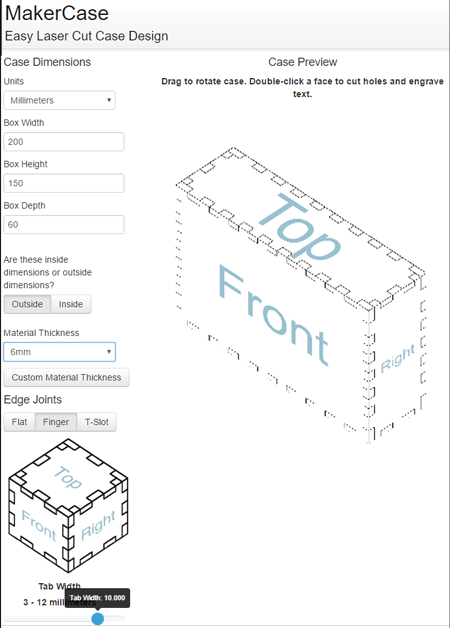 MakerCase
Easy Laser Cut Case Design
Case Dimensions
Units
Millimeters
Box Width
200
Box Height
150
Box Depth
60
Are these inside
dimensions or outside
dimensions?
Outside Inside
Material Thickness
6mm
Custom Material Thickness
Edge Joints
Flat Finger T-Slot
Top
Front Right
Tab Width
Tab Width: 10.000
3 - 12 millimeters
Case Preview
Drag to rotate case. Double-click a face to cut holes and engrave
text.
Top
Front
Right